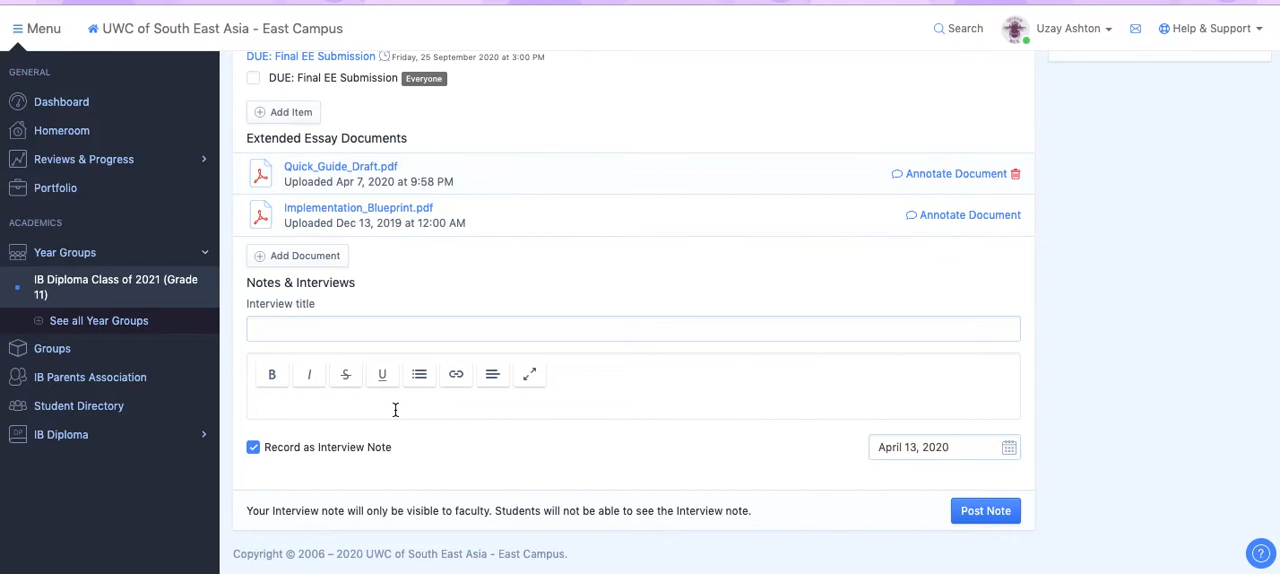 Menu
UWC of South East Asia - East Campus
Search
Uzay Ashton
Help & Support
GENERAL
Dashboard
Homeroom
Reviews & Progress
Portfolio
ACADEMICS
Year Groups
IB Diploma Class of 2021 (Grade
11)
See all Year Groups
Groups
IB Parents Association
Student Directory
DP IB Diploma
DUE: Final EE Submission Friday, 25 September 2020 at 3:00 PM
DUE: Final EE Submission Everyone
Add Item
Extended Essay Documents
Quick_Guide_Draft.pdf
Uploaded Apr 7, 2020 at 9:58 PM
Annotate Document
Implementation_Blueprint.pdf
Uploaded Dec 13, 2019 at 12:00 AM
Annotate Document
Add Document
Notes & Interviews
Interview title
B I S U
Record as Interview Note
April 13, 2020
Your Interview note will only be visible to faculty. Students will not be able to see the Interview note.
Post Note
Copyright © 2006 – 2020 UWC of South East Asia - East Campus.
?